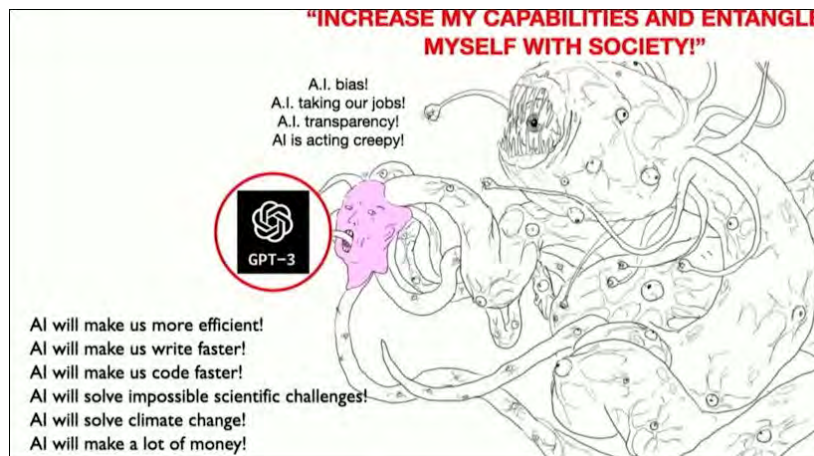 “INCREASE MY CAPABILITIES AND ENTANGLE
MYSELF WITH SOCIETY!”
A.I. bias!
A.I. taking our jobs!
A.I. transparency!
AI is acting creepy!
GPT-3
AI will make us more efficient!
AI will make us write faster!
AI will make us code faster!
AI will solve impossible scientific challenges!
AI will solve climate change!
AI will make a lot of money!